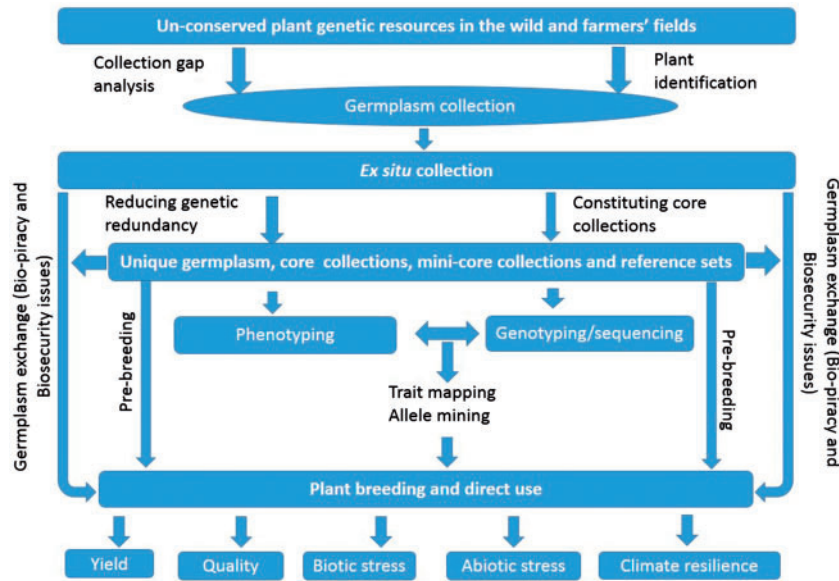 Un-conserved plant genetic resources in the wild and farmers' fields
Collection gap
analysis
Plant
identification
Germplasm collection
Ex situ collection
Reducing genetic
redundancy
Constituting core
collections
Germplasm exchange (Bio-piracy and
Biosecurity issues)
Germplasm exchange (Bio-piracy and
Biosecurity issues)
Unique germplasm, core collections, mini-core collections and reference sets
Phenotyping
Genotyping/sequencing
Pre-breeding
Pre-breeding
Trait mapping
Allele mining
Plant breeding and direct use
Yield
Quality
Biotic stress
Abiotic stress
Climate resilience